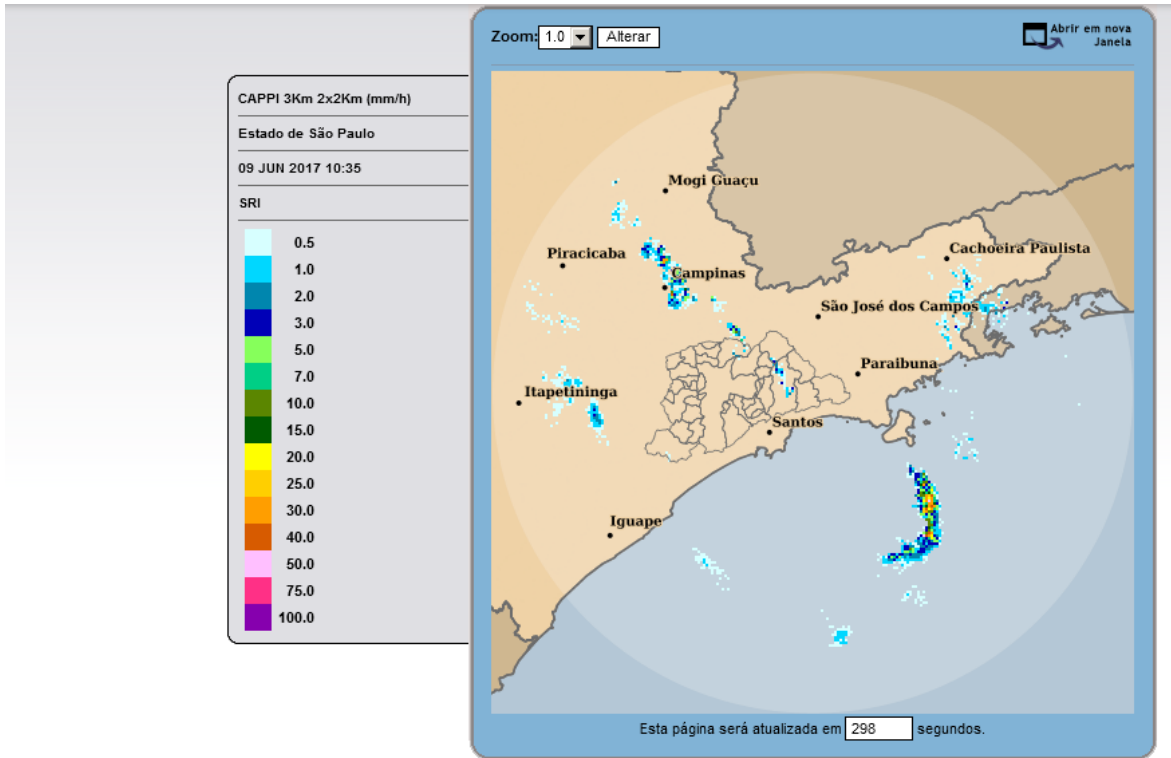 CAPPI 3Km 2x2Km (mm/h)
Estado de São Paulo
09 JUN 2017 10:35
SRI
0.5
1.0
2.0
3.0
5.0
7.0
10.0
15.0
20.0
25.0
30.0
40.0
50.0
75.0
100.0
Zoom: 1.0 Alterar
Abrir em nova
Janela
Mogi Guaçu
Piracicaba
Cachoeira Paulista
Campinas
São José dos Campos
Paraibuna
Itapetininga
Santos
Iguape
Esta página será atualizada em 298 segundos.